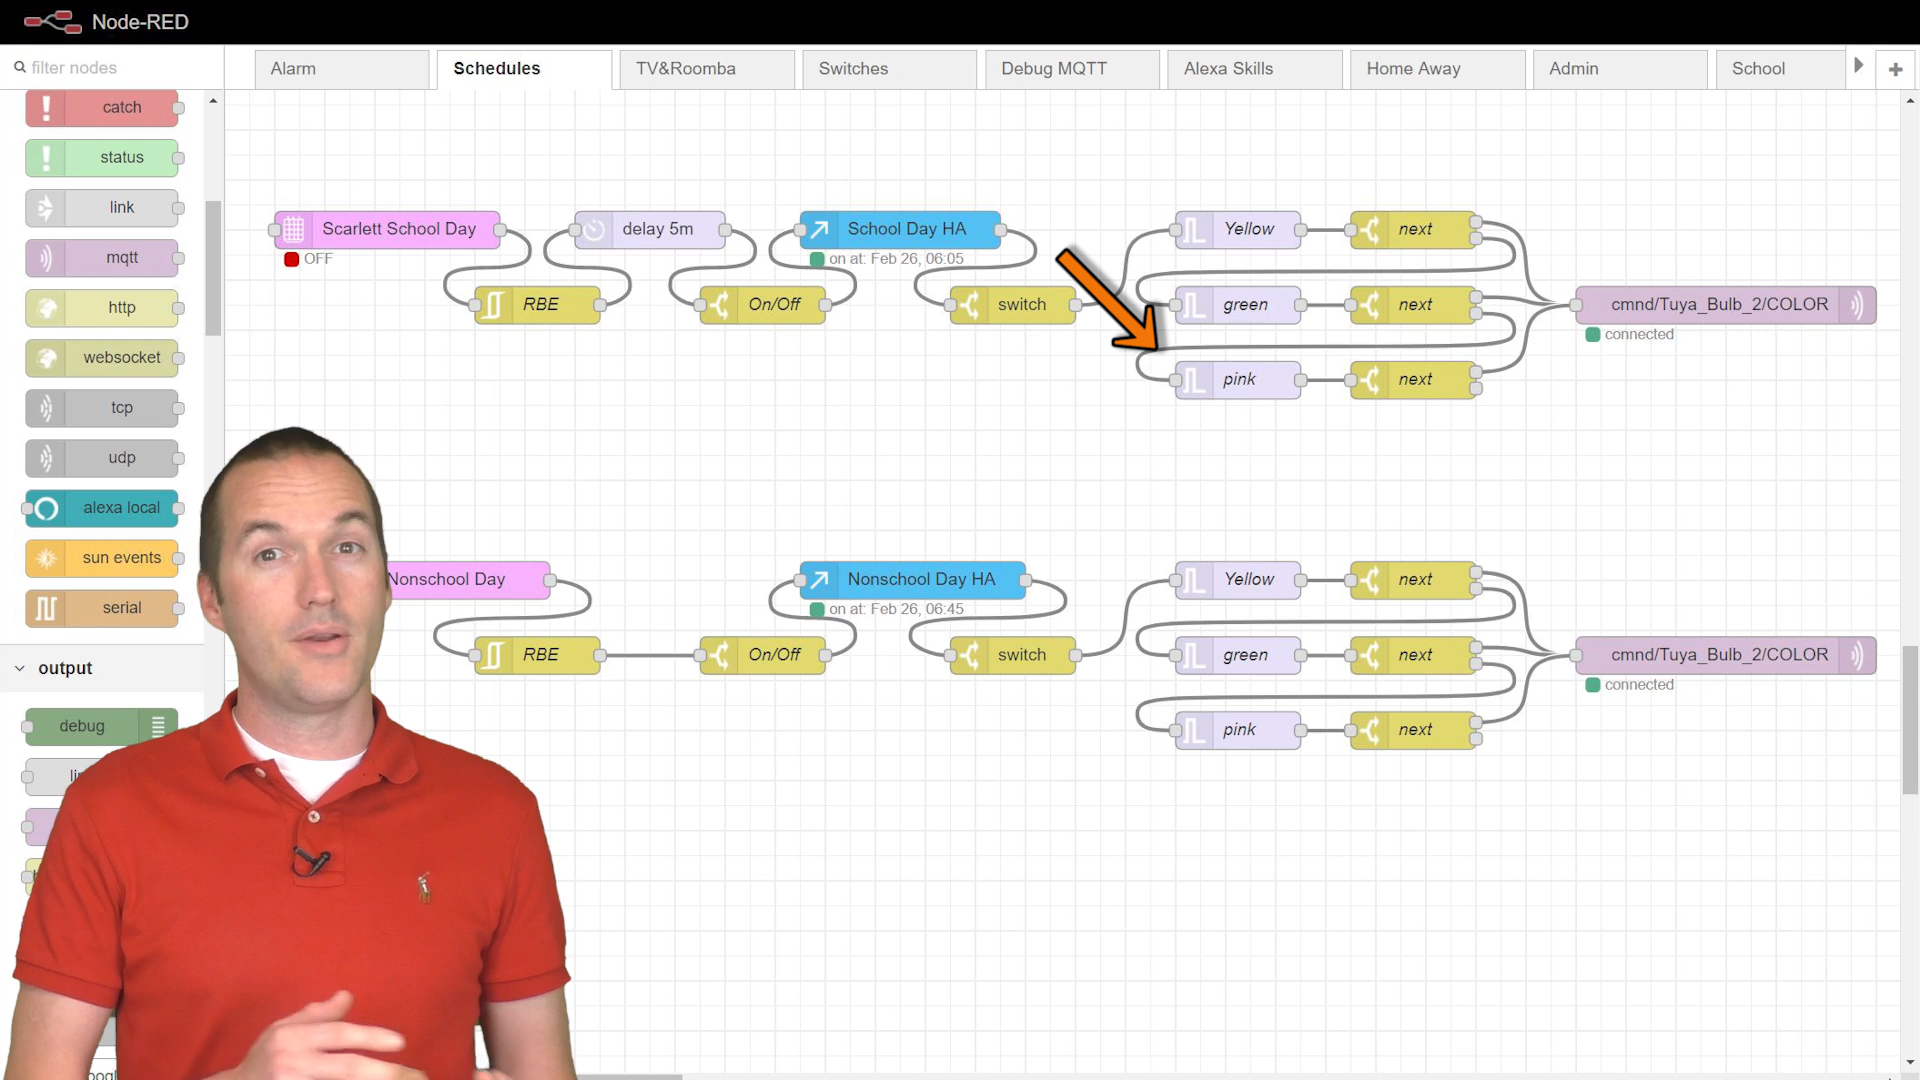 Node-RED
filter nodes
Alarm
Schedules
TV&Roomba
Switches
Debug MQTT
Alexa Skills
Home Away
Admin
School
catch
status
link
mqtt
http
websocket
tcp
udp
alexa local
sun events
serial
output
debug
Scarlett School Day
OFF
RBE
delay 5m
On/Off
School Day HA
on at: Feb 26, 06:05
switch
Yellow
next
green
next
pink
next
cmnd/Tuya_Bulb_2/COLOR
connected
Nonschool Day
RBE
On/Off
Nonschool Day HA
on at: Feb 26, 06:45
switch
Yellow
next
green
next
pink
next
cmnd/Tuya_Bulb_2/COLOR
connected